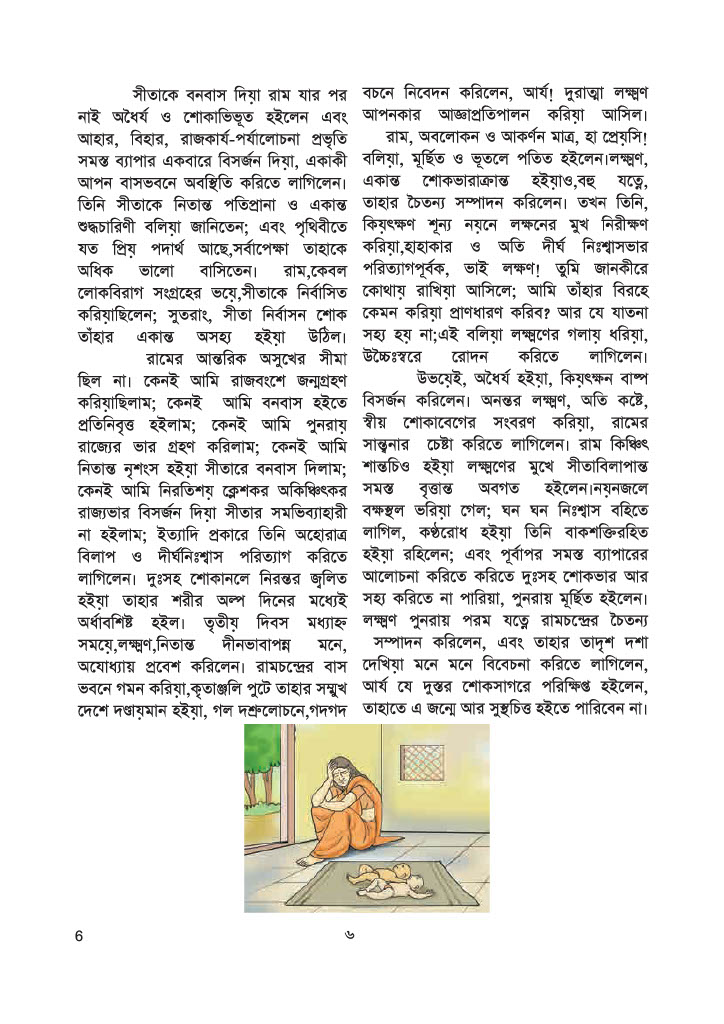 সীতাকে বনবাস দিয়া রাম যার পর
নাই অধৈর্য ও শোকাভিভূত হইলেন এবং
আহার, বিহার, রাজকার্য-পর্যালোচনা প্রভৃতি
সমস্ত ব্যাপার একবারে বিসর্জন দিয়া, একাকী
আপন বাসভবনে অবস্থিতি করিতে লাগিলেন।
তিনি সীতাকে নিতান্ত পতিপ্রানা ও একান্ত
শুদ্ধচারিণী বলিয়া জানিতেন; এবং পৃথিবীতে
যত প্রিয় পদার্থ আছে,সর্বাপেক্ষা তাহাকে
অধিক ভালো বাসিতেন। রাম,কেবল
লোকবিরাগ সংগ্রহের ভয়ে,সীতাকে নির্বাসিত
করিয়াছিলেন; সুতরাং, সীতা নির্বাসন শোক
তাঁহার একান্ত অসহ্য হইয়া উঠিল।
রামের আন্তরিক অসুখের সীমা
ছিল না। কেনই আমি রাজবংশে জন্মগ্রহণ
করিয়াছিলাম; কেনই আমি বনবাস হইতে
প্রতিনিবৃত্ত হইলাম; কেনই আমি পুনরায়
রাজ্যের ভার গ্রহণ করিলাম; কেনই আমি
নিতান্ত নৃশংস হইয়া সীতারে বনবাস দিলাম;
কেনই আমি নিরতিশয় ক্লেশকর অকিঞ্চিৎকর
রাজ্যভার বিসর্জন দিয়া সীতার সমভিব্যাহারী
না হইলাম; ইত্যাদি প্রকারে তিনি অহোরাত্র
বিলাপ ও দীর্ঘনিঃশ্বাস পরিত্যাগ করিতে
লাগিলেন। দুঃসহ শোকানলে নিরন্তর জ্বলিত
হইয়া তাহার শরীর অল্প দিনের মধ্যেই
অর্ধাবশিষ্ট হইল। তৃতীয় দিবস মধ্যাহ্ন
সময়ে,লক্ষ্মণ,নিতান্ত দীনভাবাপন্ন মনে,
অযোধ্যায় প্রবেশ করিলেন। রামচন্দ্রের বাস
ভবনে গমন করিয়া,কৃতাঞ্জলি পুটে তাহার সম্মুখ
দেশে দণ্ডায়মান হইয়া, গল দশ্রুলোচনে,গদগদ
বচনে নিবেদন করিলেন, আর্য! দুরাত্মা লক্ষ্মণ
আপনকার আজ্ঞাপ্রতিপালন করিয়া আসিল।
রাম, অবলোকন ও আকর্ণন মাত্র, হা প্রেয়সি!
বলিয়া, মূর্ছিত ও ভূতলে পতিত হইলেন।লক্ষ্মণ,
একান্ত শোকভারাক্রান্ত হইয়াও,বহু যত্নে,
তাহার চৈতন্য সম্পাদন করিলেন। তখন তিনি,
কিয়ৎক্ষণ শূন্য নয়নে লক্ষনের মুখ নিরীক্ষণ
করিয়া,হাহাকার ও অতি দীর্ঘ নিঃশ্বাসভার
পরিত্যাগপূর্বক, ভাই লক্ষণ! তুমি জানকীরে
কোথায় রাখিয়া আসিলে; আমি তাঁহার বিরহে
কেমন করিয়া প্রাণধারণ করিব? আর যে যাতনা
সহ্য হয় না;এই বলিয়া লক্ষ্মণের গলায় ধরিয়া,
উচ্চৈঃস্বরে রোদন করিতে লাগিলেন।
উভয়েই, অধৈর্য হইয়া, কিয়ৎক্ষন বাষ্প
বিসর্জন করিলেন। অনন্তর লক্ষ্মণ, অতি কষ্টে,
স্বীয় শোকাবেগের সংবরণ করিয়া, রামের
সান্ত্বনার চেষ্টা করিতে লাগিলেন। রাম কিঞ্চিৎ
শান্তচিও হইয়া লক্ষ্মণের মুখে সীতাবিলাপান্ত
সমস্ত বৃত্তান্ত অবগত হইলেন।নয়নজলে
বক্ষস্থল ভরিয়া গেল; ঘন ঘন নিঃশ্বাস বহিতে
লাগিল, কণ্ঠরোধ হইয়া তিনি বাকশক্তিরহিত
হইয়া রহিলেন; এবং পূর্বাপর সমস্ত ব্যাপারের
আলোচনা করিতে করিতে দুঃসহ শোকভার আর
সহ্য করিতে না পারিয়া, পুনরায় মূর্ছিত হইলেন।
লক্ষ্মণ পুনরায় পরম যত্নে রামচন্দ্রের চৈতন্য
সম্পাদন করিলেন, এবং তাহার তাদৃশ দশা
দেখিয়া মনে মনে বিবেচনা করিতে লাগিলেন,
আর্য যে দুস্তর শোকসাগরে পরিক্ষিপ্ত হইলেন,
তাহাতে এ জন্মে আর সুস্থচিত্ত হইতে পারিবেন না।
6
৬